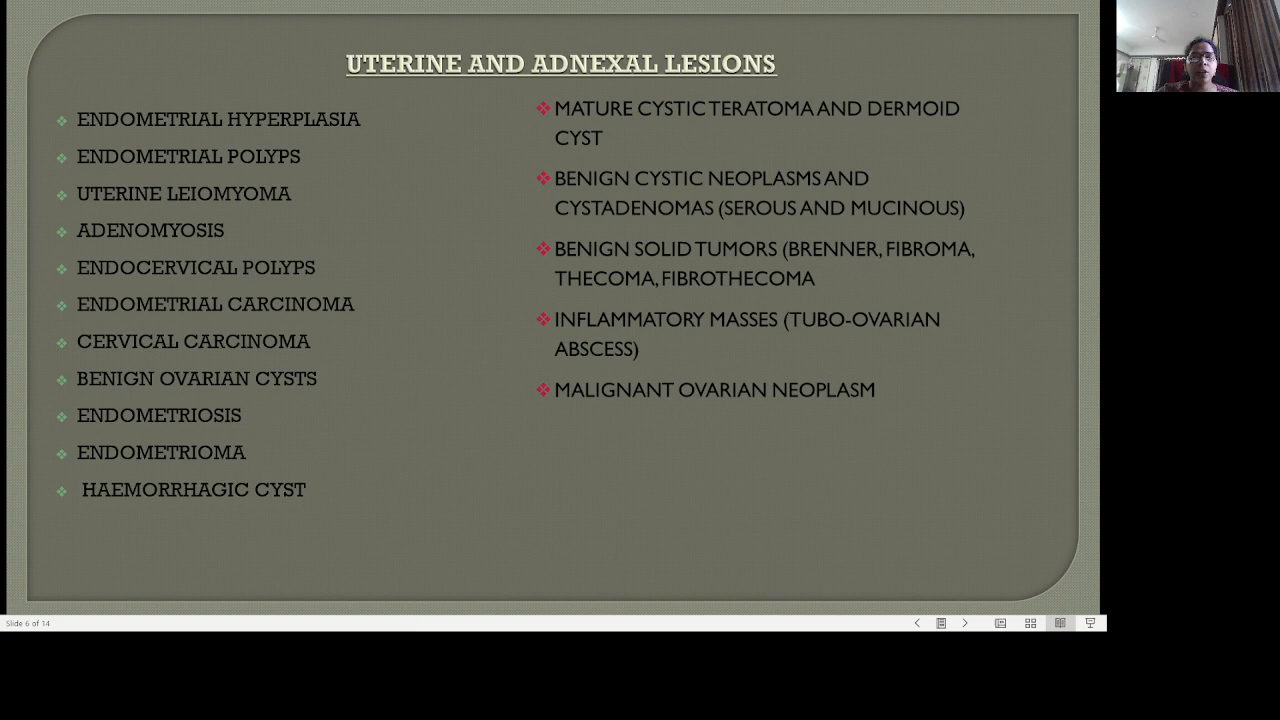 UTERINE AND ADNEXAL LESIONS
ENDOMETRIAL HYPERPLASIA
ENDOMETRIAL POLYPS
UTERINE LEIOMYOMA
ADENOMYOSIS
ENDOCERVICAL POLYPS
ENDOMETRIAL CARCINOMA
CERVICAL CARCINOMA
BENIGN OVARIAN CYSTS
ENDOMETRIOSIS
ENDOMETRIOMA
HAEMORRHAGIC CYST
MATURE CYSTIC TERATOMA AND DERMOID
CYST
BENIGN CYSTIC NEOPLASMS AND
CYSTADENOMAS (SEROUS AND MUCINOUS)
BENIGN SOLID TUMORS (BRENNER, FIBROMA,
THECOMA, FIBROTHECOMA
INFLAMMATORY MASSES (TUBO-OVARIAN
ABSCESS)
MALIGNANT OVARIAN NEOPLASM
Slide 6 of 14